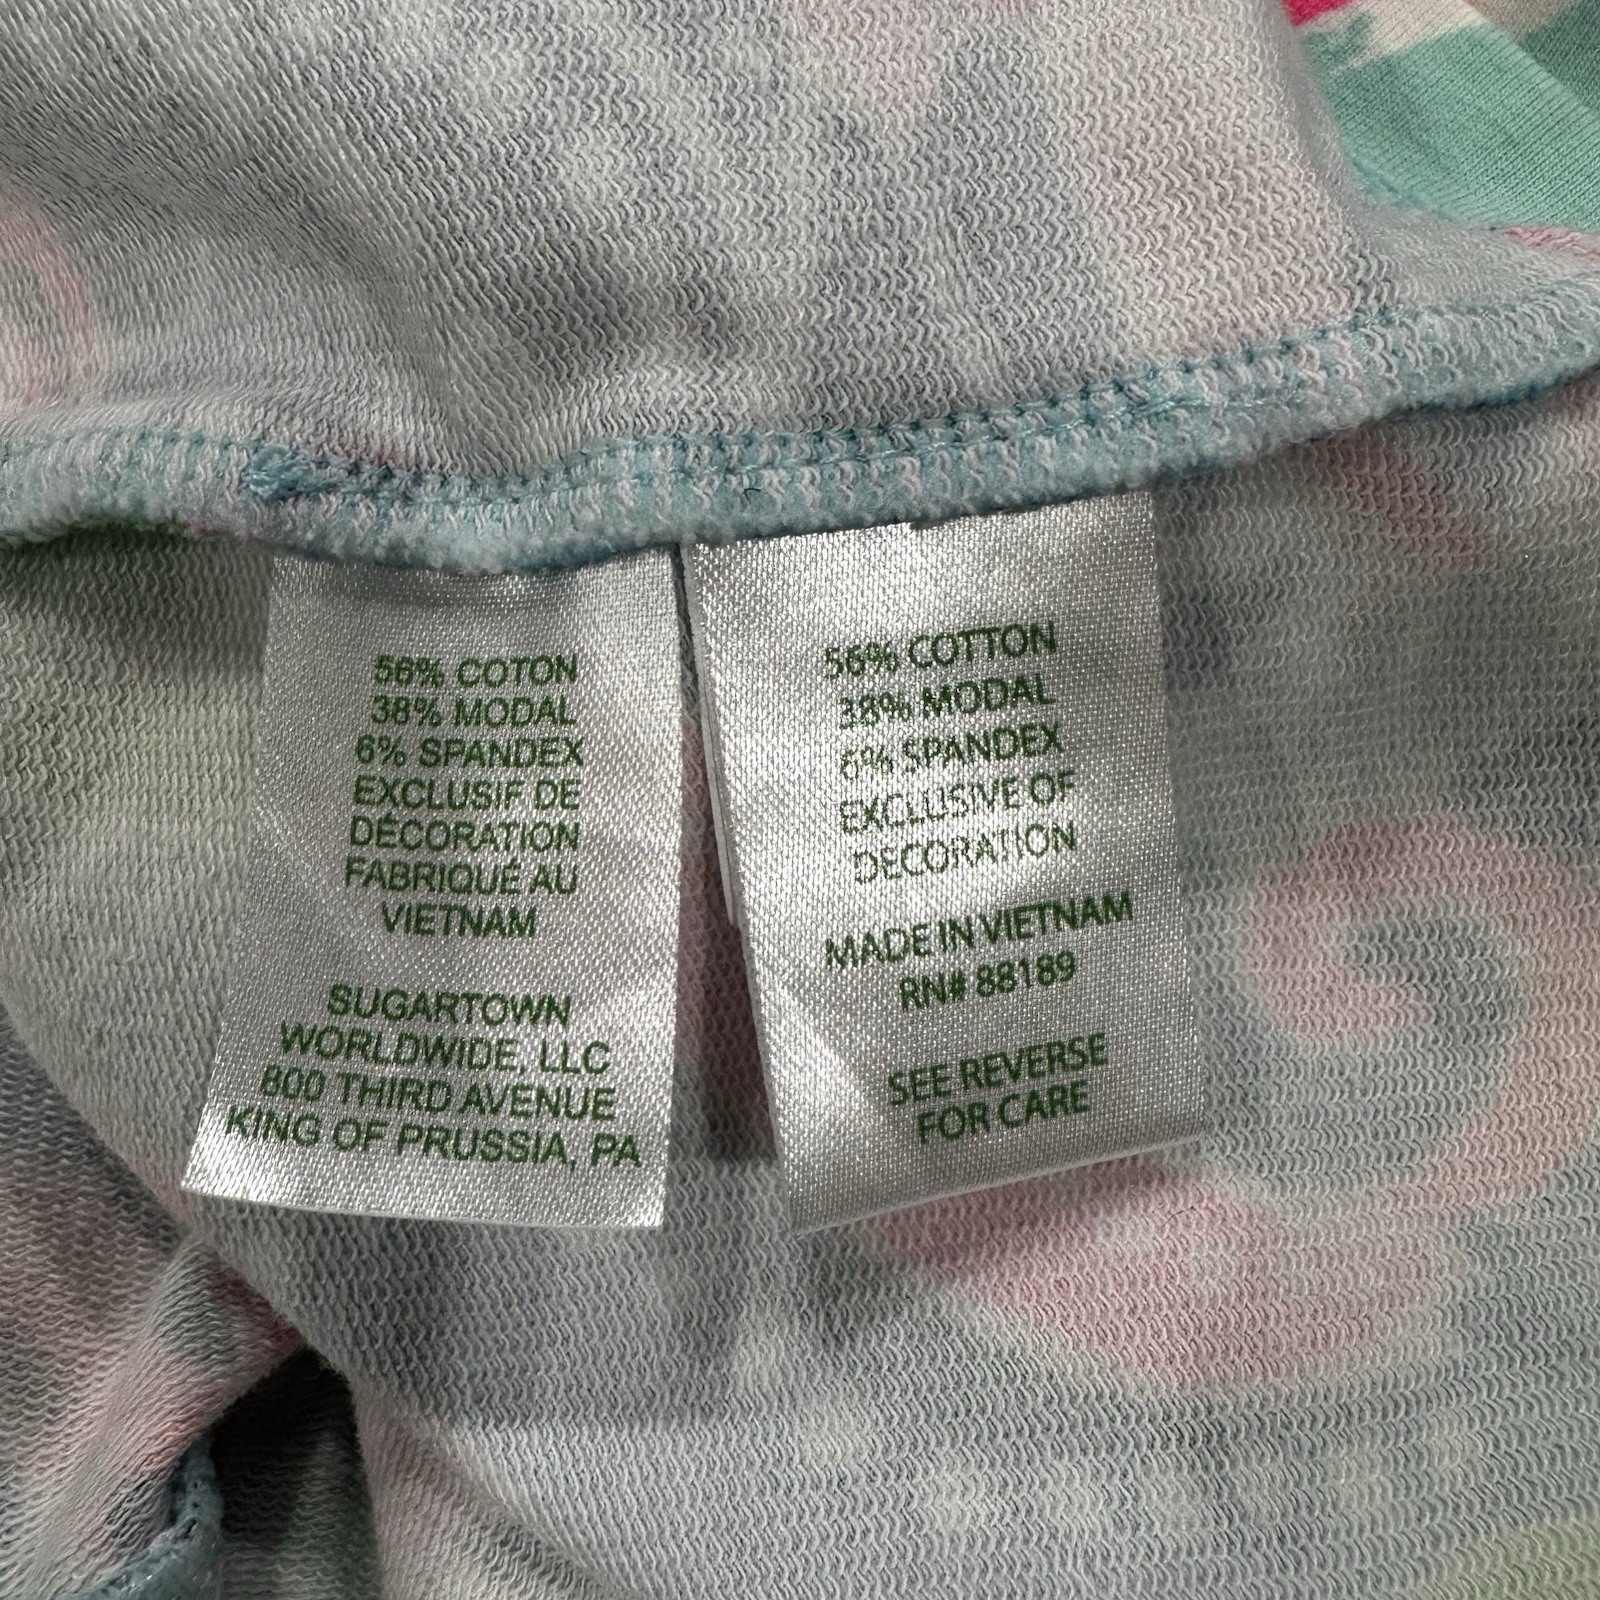 56% COTON
38% MODAL
6% SPANDEX
EXCLUSIF DE
DÉCORATION
FABRIQUÉ AU
VIETNAM
SUGARTOWN
WORLDWIDE, LLC
800 THIRD AVENUE
KING OF PRUSSIA, PA
56% COTTON
38% MODAL
6% SPANDEX
EXCLUSIVE OF
DECORATION
MADE IN VIETNAM
RN# 88189
SEE REVERSE
FOR CARE